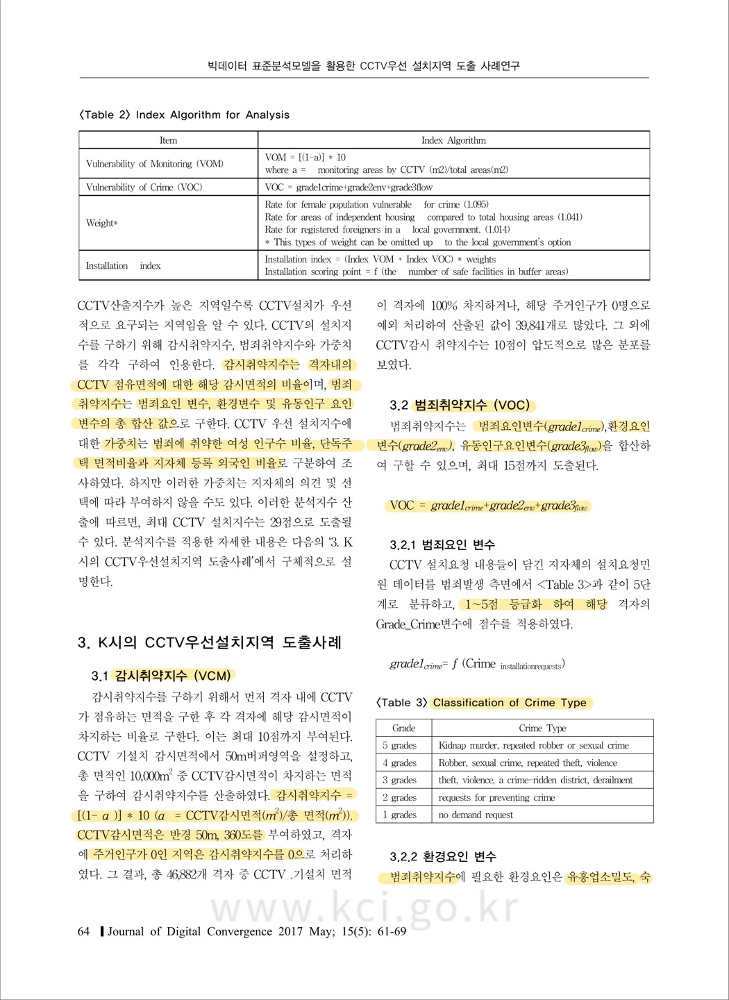 빅데이터 표준분석모델을 활용한 CCTV우선 설치지역 도출 사례연구
〈Table 2〉 Index Algorithm for Analysis
Item
Index Algorithm
Vulnerability of Monitoring (VOM)
VOM = [(1-a)] * 10
where a = monitoring areas by CCTV (m2)/total areas(m2)
Vulnerability of Crime (VOC)
VOC = grade1crime+grade2env+grade3flow
Weight*
Rate for female population vulnerable for crime (1.095)
Rate for areas of independent housing compared to total housing areas (1.041)
Rate for registered foreigners in a local government. (1.014)
* This types of weight can be omitted up to the local government's option
Installation index
Installation index = (Index VOM + Index VOC) * weights
Installation scoring point = f (the number of safe facilities in buffer areas)
CCTV산출지수가 높은 지역일수록 CCTV설치가 우선
적으로 요구되는 지역임을 알 수 있다. CCTV의 설치지
수를 구하기 위해 감시취약지수, 범죄취약지수와 가중치
를 각각 구하여 인용한다. 감시취약지수는 격자내의
CCTV 점유면적에 대한 해당 감시면적의 비율이며, 범죄
취약지수는 범죄요인 변수, 환경변수 및 유동인구 요인
변수의 총 합산 값으로 구한다. CCTV 우선 설치지수에
대한 가중치는 범죄에 취약한 여성 인구수 비율, 단독주
택 면적비율과 지자체 등록 외국인 비율로 구분하여 조
사하였다. 하지만 이러한 가중치는 지자체의 의견 및 선
택에 따라 부여하지 않을 수도 있다. 이러한 분석지수 산
출에 따르면, 최대 CCTV 설치지수는 29점으로 도출될
수 있다. 분석지수를 적용한 자세한 내용은 다음의 '3. K
시의 CCTV우선설치지역 도출사례'에서 구체적으로 설
명한다.
3. K시의 CCTV우선설치지역 도출사례
3.1 감시취약지수 (VCM)
감시취약지수를 구하기 위해서 먼저 격자 내에 CCTV
가 점유하는 면적을 구한 후 각 격자에 해당 감시면적이
차지하는 비율로 구한다. 이는 최대 10점까지 부여된다.
CCTV 기설치 감시면적에서 50m버퍼영역을 설정하고,
총 면적인 10,000m² 중 CCTV감시면적이 차지하는 면적
을 구하여 감시취약지수를 산출하였다. 감시취약지수 =
[(1- a )] * 10 (a = CCTV감시면적(m²)/총 면적(m²)).
CCTV감시면적은 반경 50m, 360도를 부여하였고, 격자
에 주거인구가 0인 지역은 감시취약지수를 0으로 처리하
였다. 그 결과, 총 46,882개 격자 중 CCTV .기설치 면적
이 격자에 100% 차지하거나, 해당 주거인구가 0명으로
예외 처리하여 산출된 값이 39,841개로 많았다. 그 외에
CCTV감시 취약지수는 10점이 압도적으로 많은 분포를
보였다.
3.2 범죄취약지수 (VOC)
범죄취약지수는 범죄요인변수(grade1crime),환경요인
변수(grade2env), 유동인구요인변수(grade3flow)을 합산하
여 구할 수 있으며, 최대 15점까지 도출된다.
VOC = grade1crime+grade2env+grade3flow
3.2.1 범죄요인 변수
CCTV 설치요청 내용들이 담긴 지자체의 설치요청민
원 데이터를 범죄발생 측면에서 <Table 3>과 같이 5단
계로 분류하고, 1~5점 등급화 하여 해당 격자의
Grade_Crime변수에 점수를 적용하였다.
grade1crime= f (Crime installationrequests)
〈Table 3〉 Classification of Crime Type
Grade
Crime Type
5 grades
Kidnap murder, repeated robber or sexual crime
4 grades
Robber, sexual crime, repeated theft, violence
3 grades
theft, violence, a crime-ridden district, derailment
2 grades
requests for preventing crime
1 grades
no demand request
3.2.2 환경요인 변수
범죄취약지수에 필요한 환경요인은 유흥업소밀도, 숙
www.kci.go.kr
64 ▌Journal of Digital Convergence 2017 May; 15(5): 61-69